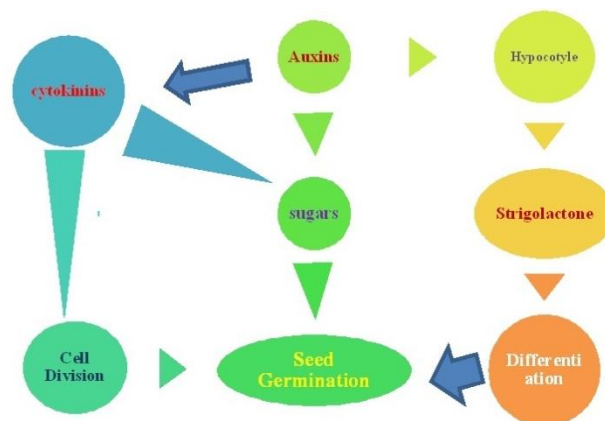 Auxins
Hypocotyle
cytokinins
sugars
Strigolactone
Cell
Division
Seed
Germination
Differenti
ation